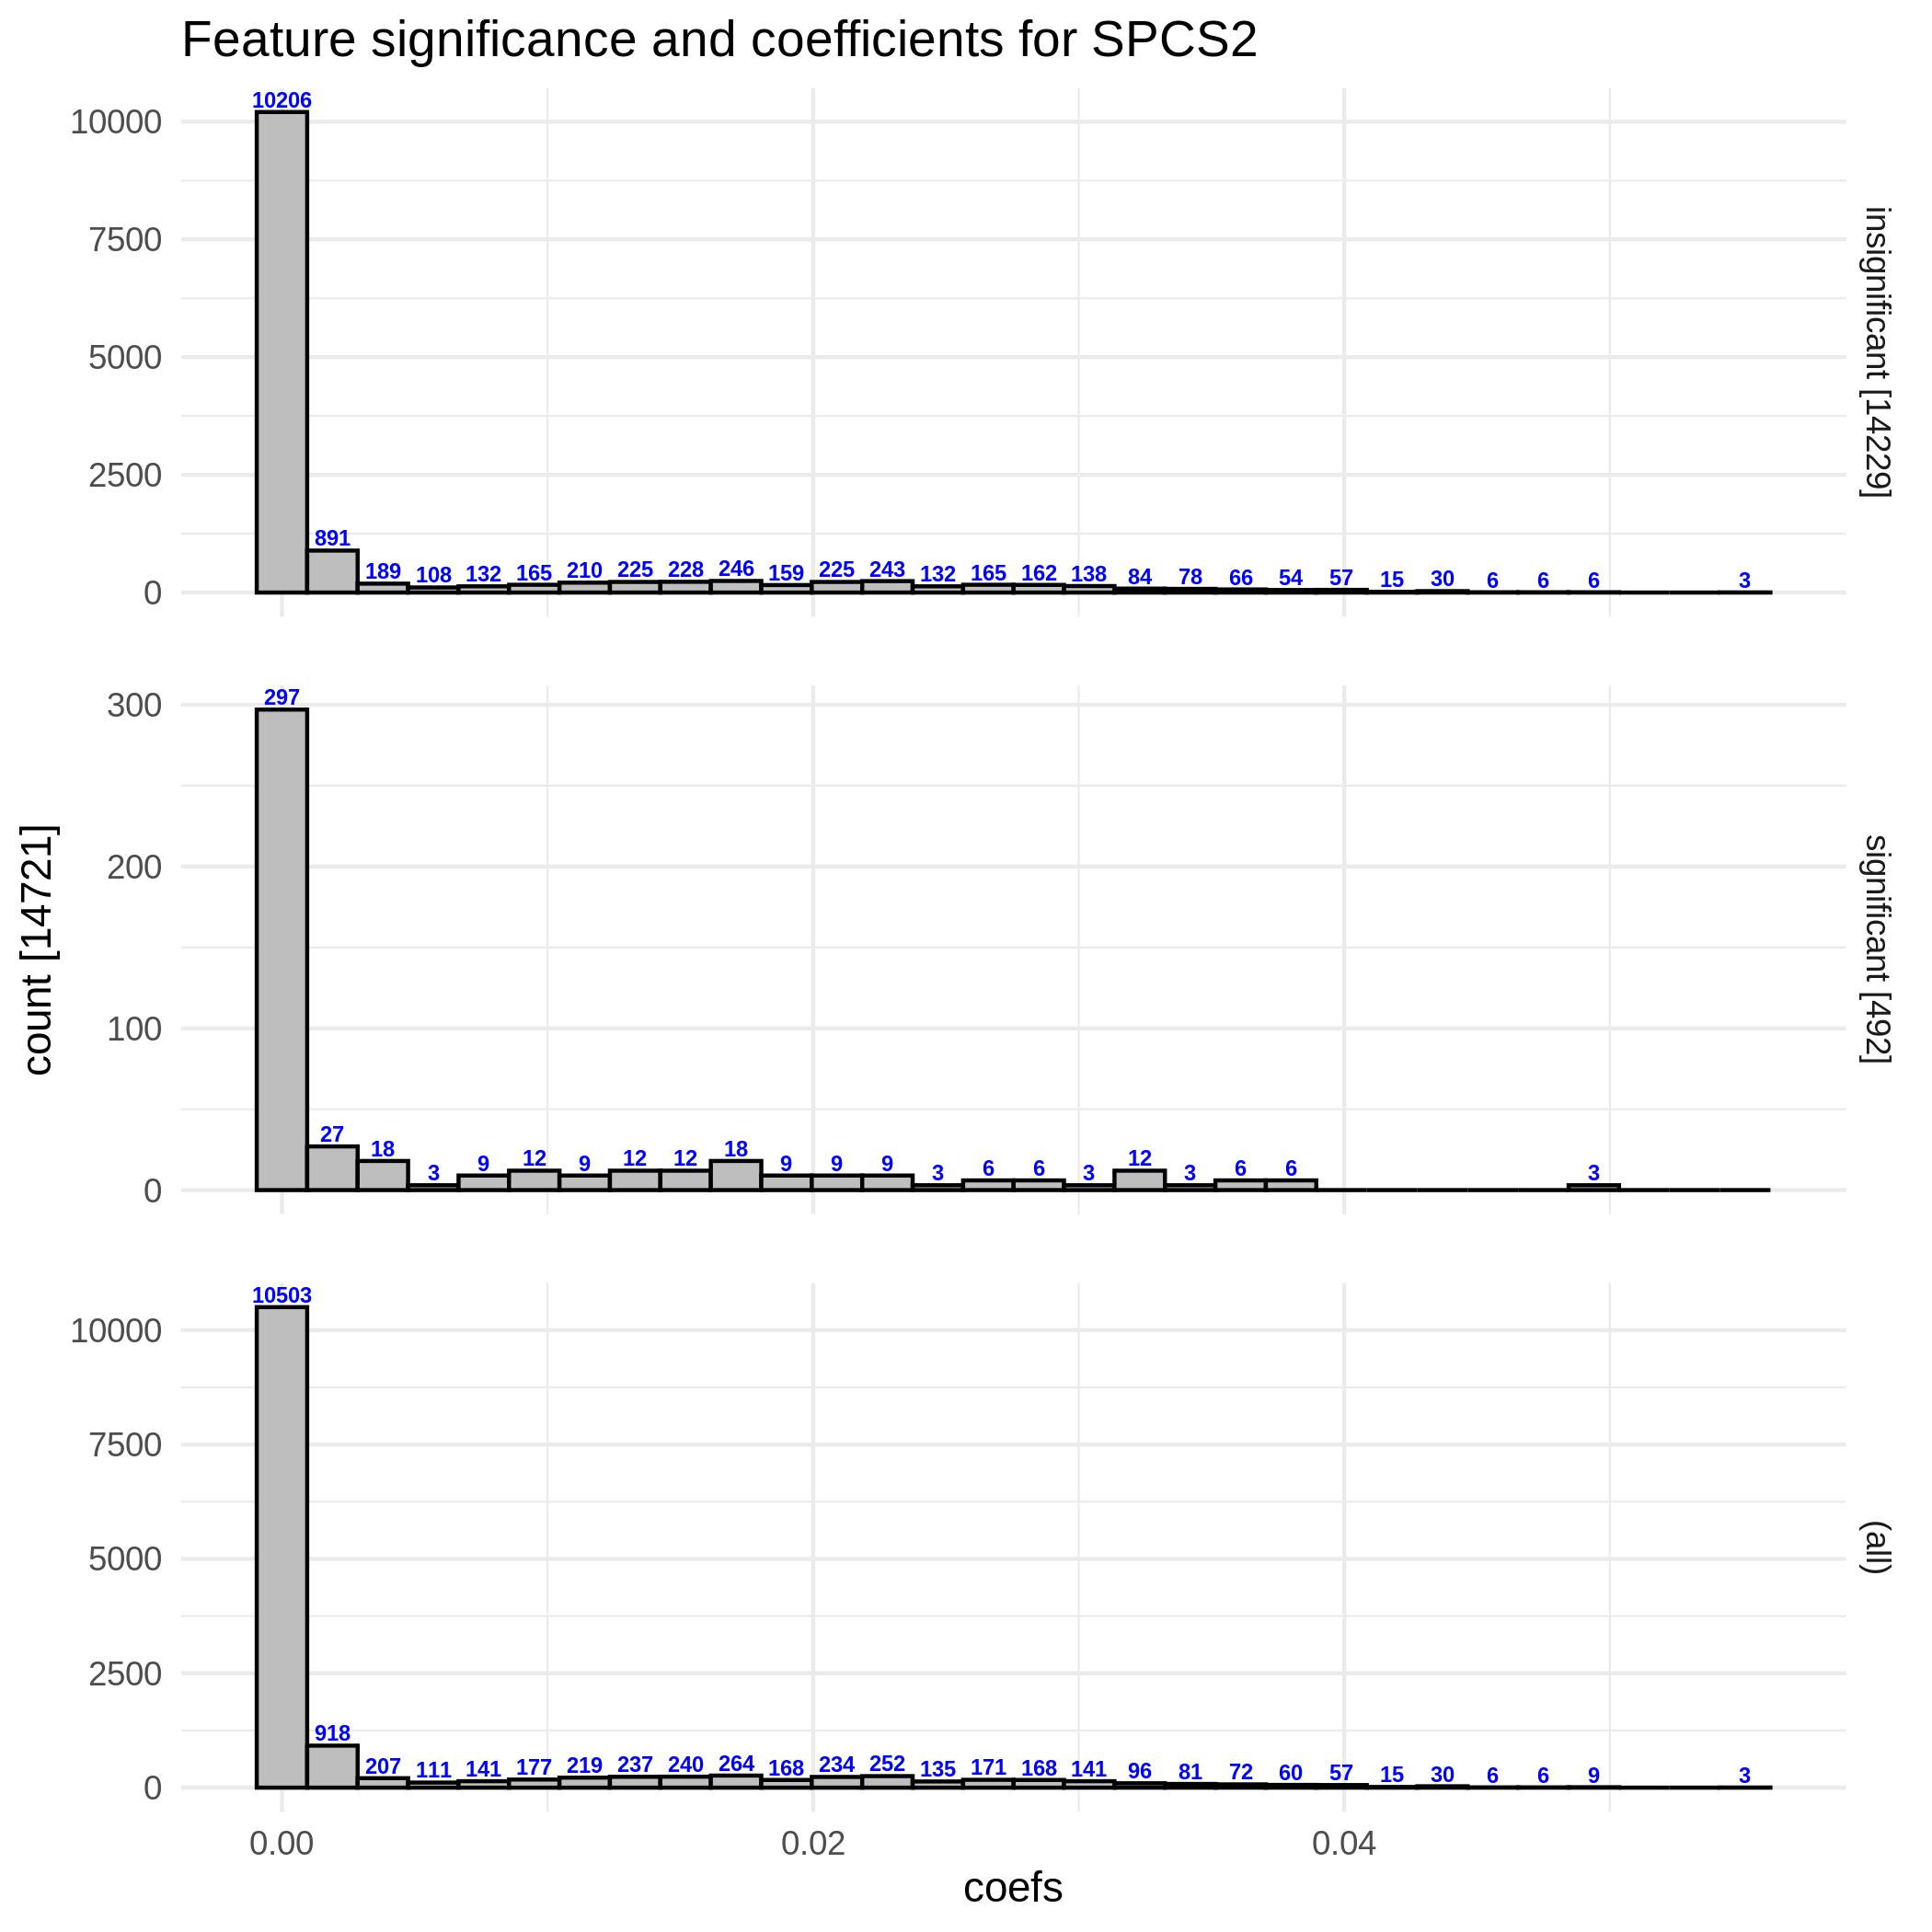 Feature significance and coefficients for SPCS2
count [14721]
10206
10000
7500
5000
2500
0
891 189 108 132 165 210 225 228 246 159 225 243 132 165 162 138 84 78 66 54 57 15 30 6 6 6 3
insignificant [14229]
297
300
200
100
0
27 18 3 9 12 9 12 12 18 9 9 9 3 6 6 3 12 3 6 6 3
significant [492]
10503
10000
7500
5000
2500
0
918 207 111 141 177 219 237 240 264 168 234 252 135 171 168 141 96 81 72 60 57 15 30 6 6 9 3
(all)
0.00 0.02 0.04
coefs